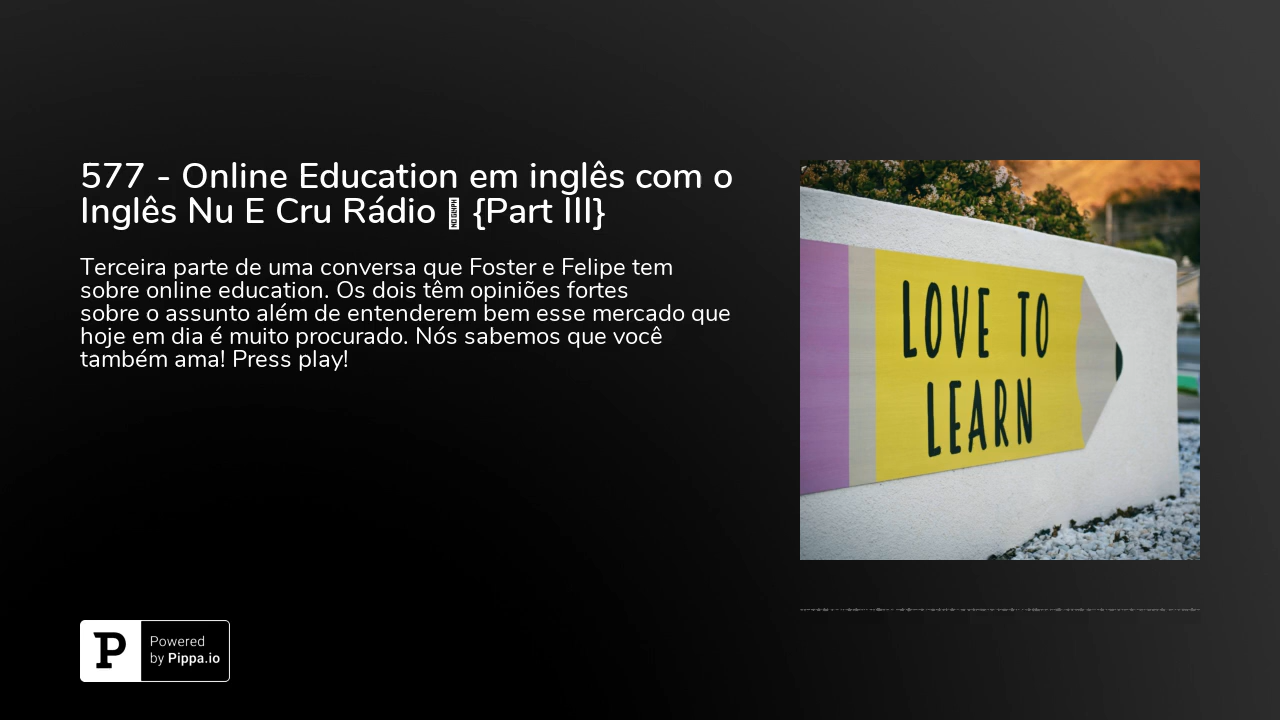 577 - Online Education em inglês com o
Inglês Nu E Cru Rádio {Part III}
Terceira parte de uma conversa que Foster e Felipe tem
sobre online education. Os dois têm opiniões fortes
sobre o assunto além de entenderem bem esse mercado que
hoje em dia é muito procurado. Nós sabemos que você
também ama! Press play!
LOVE TO
LEARN
P
Powered
by Pippa.io